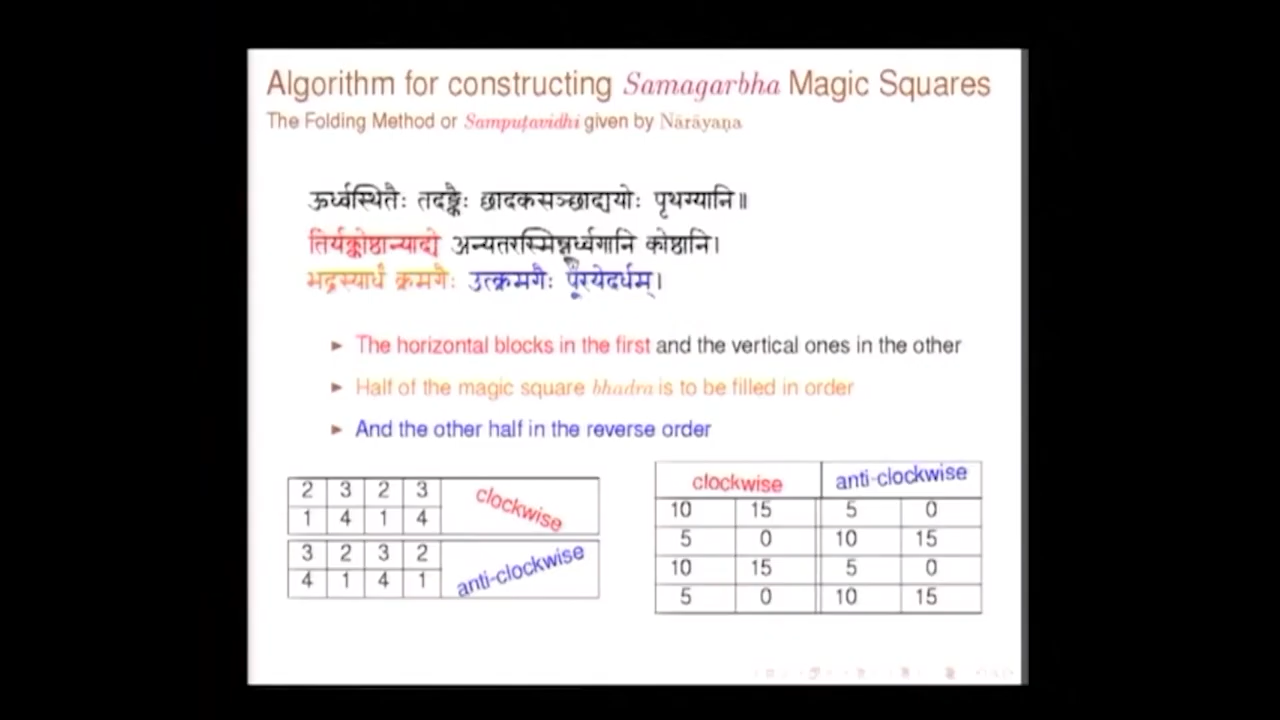 Algorithm for constructing Samagarbha Magic Squares
The Folding Method or Samputavidhi given by Nārāyaṇa
ऊर्ध्वस्थितैः तदङ्कैः छादकसञ्छाद्ययोः पृथग्यानि॥
तिर्यक्कोष्ठान्याद्ये अन्यतरस्मिन्नूर्ध्वगानि कोष्ठानि।
भद्रस्यार्धं क्रमगैः उत्क्रमगैः पूरयेदर्धम्।
► The horizontal blocks in the first and the vertical ones in the other
► Half of the magic square bhadra is to be filled in order
► And the other half in the reverse order
2 3 2 3 clockwise
1 4 1 4
3 2 3 2 anti-clockwise
4 1 4 1
clockwise anti-clockwise
10 15 5 0
5 0 10 15
10 15 5 0
5 0 10 15